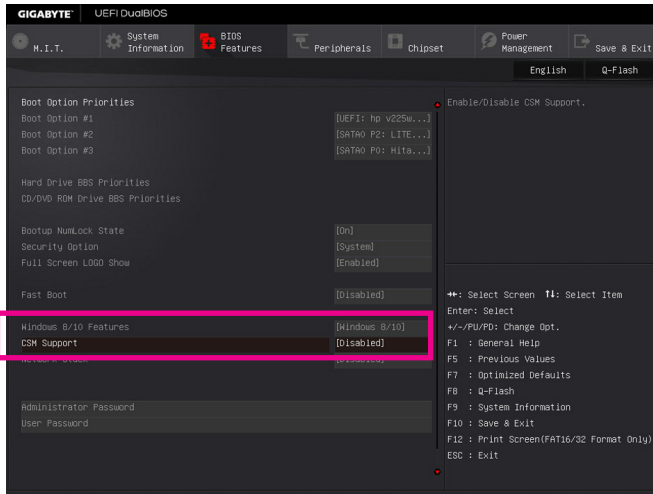 GIGABYTE™ UEFI DualBIOS
M.I.T.
System Information
BIOS Features
Peripherals
Chipset
Power Management
Save & Exit
English Q-Flash
Boot Option Priorities
Boot Option #1 [UEFI: hp v225w...]
Boot Option #2 [SATA0 P2: LITE...]
Boot Option #3 [SATA0 P0: Hita...]
Hard Drive BBS Priorities
CD/DVD ROM Drive BBS Priorities
Bootup NumLock State [On]
Security Option [System]
Full Screen LOGO Show [Enabled]
Fast Boot [Disabled]
Windows 8/10 Features [Windows 8/10]
CSM Support [Disabled]
Network Stack [Disabled]
Administrator Password
User Password
Enable/Disable CSM Support.
→←: Select Screen ↑↓: Select Item
Enter: Select
+/-/PU/PD: Change Opt.
F1 : General Help
F5 : Previous Values
F7 : Optimized Defaults
F8 : Q-Flash
F9 : System Information
F10 : Save & Exit
F12 : Print Screen(FAT16/32 Format Only)
ESC : Exit